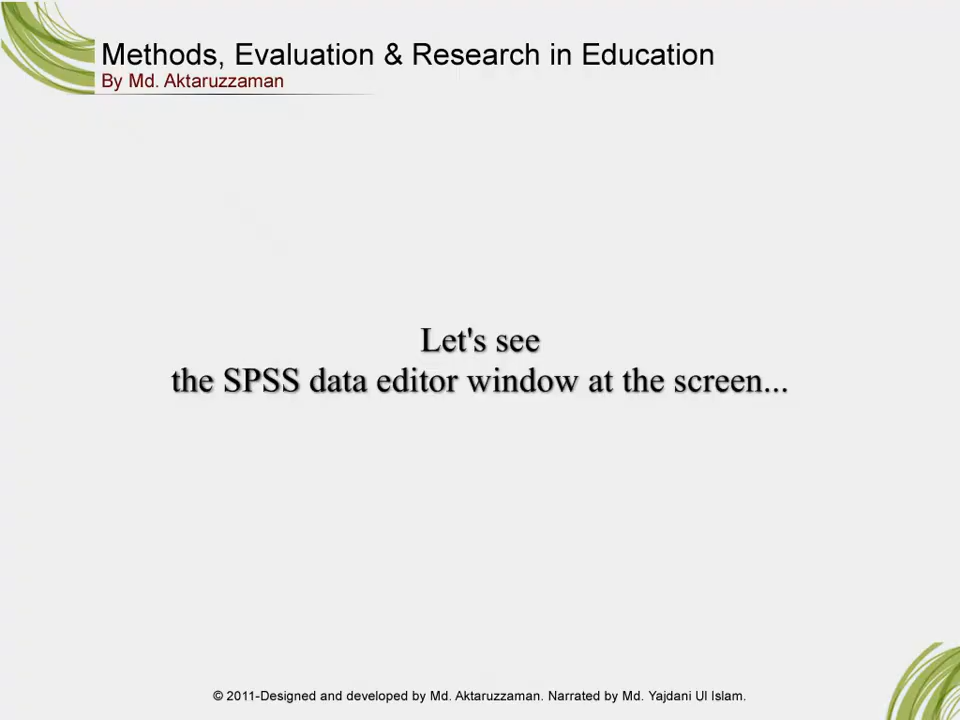 Methods, Evaluation & Research in Education
By Md. Aktaruzzaman
Let's see
the SPSS data editor window at the screen...
© 2011-Designed and developed by Md. Aktaruzzaman. Narrated by Md. Yajdani Ul Islam.